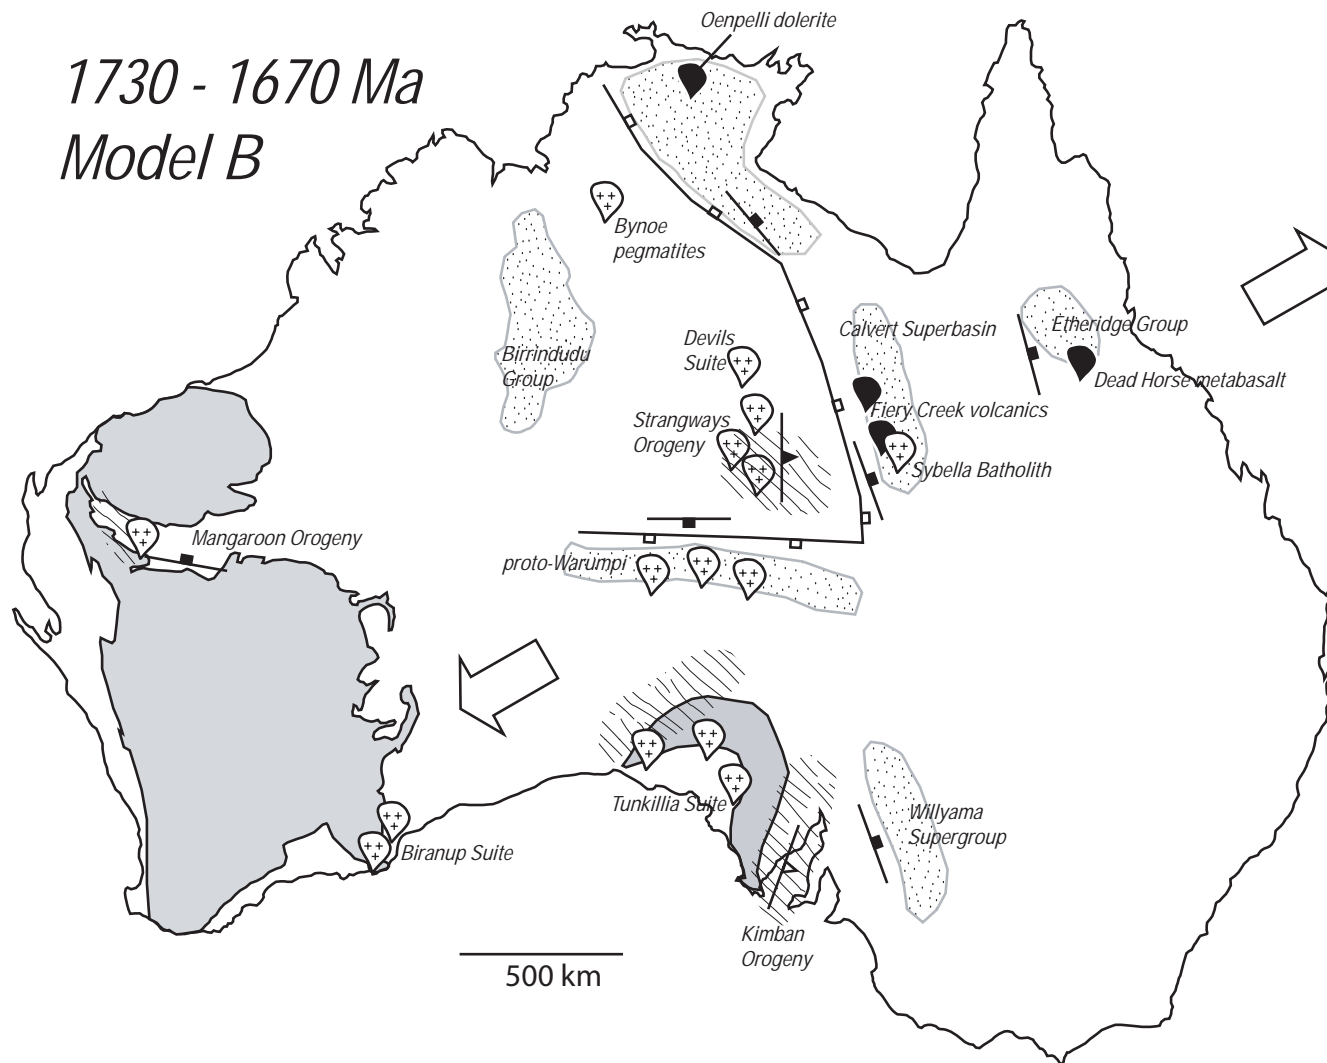 Oenpelli dolerite
1730 - 1670 Ma
Model B
Bynoe
pegmatites
Birrindudu
Group
Devils
Suite
Calvert Superbasin
Etheridge Group
Dead Horse metabasalt
Fiery Creek volcanics
Strangways
Orogeny
Sybella Batholith
Mangaroon Orogeny
proto-Warumpi
Tunkillia Suite
Willyama
Supergroup
Biranup Suite
Kimban
Orogeny
500 km